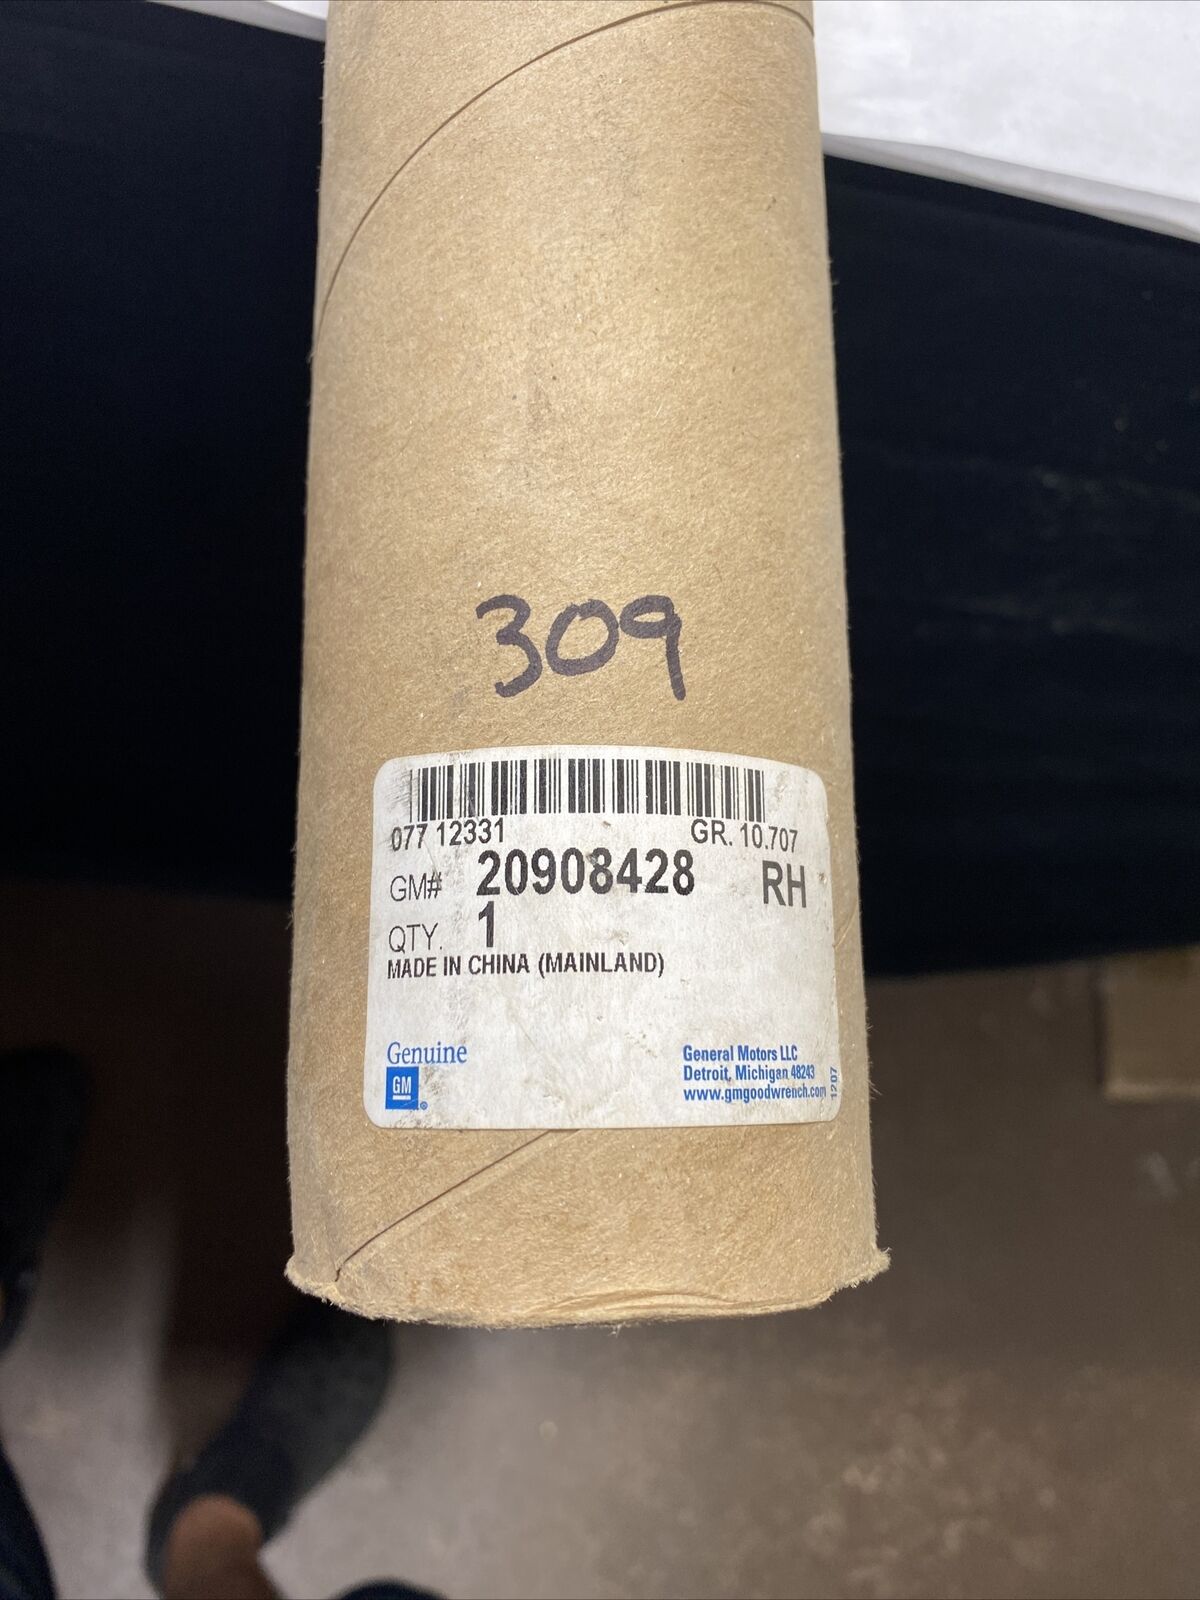 309
077 12331 GR. 10.707
GM# 20908428 RH
QTY. 1
MADE IN CHINA (MAINLAND)
Genuine
GM ®
General Motors LLC
Detroit, Michigan 48243
www.gmgoodwrench.com
1207